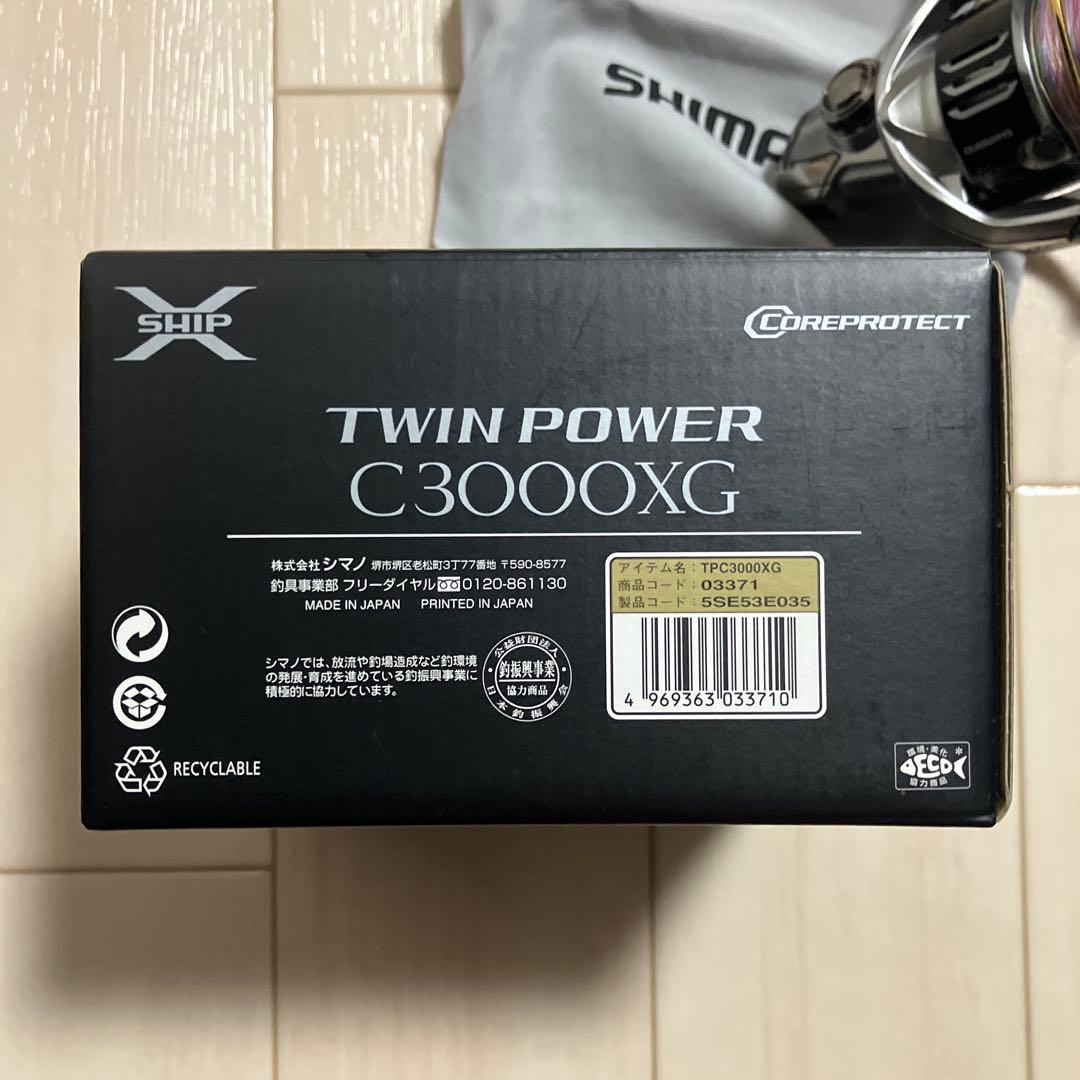 SHIMA
X SHIP
COREPROTECT
TWIN POWER
C3000XG
株式会社 シマノ 堺市堺区老松町3丁77番地 〒590-8577
釣具事業部 フリーダイヤル 0120-861130
MADE IN JAPAN PRINTED IN JAPAN
アイテム名: TPC3000XG
商品コード: 03371
製品コード: 5SE53E035
4 969363 033710
シマノでは、放流や釣場造成など釣環境
の発展・育成を進めている釣振興事業に
積極的に協力しています。
公益財団法人
釣振興事業
協力商品
日本釣振興会
RECYCLABLE
環境・美化
ECO
協力商品